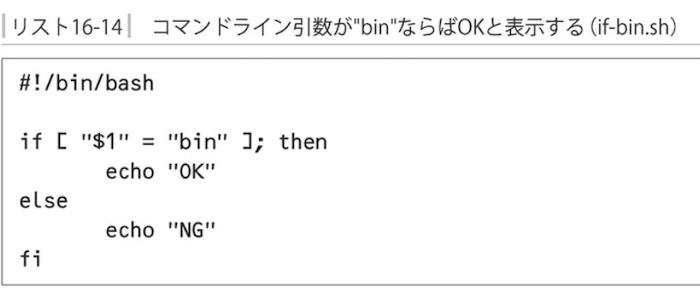 リスト16-14 コマンドライン引数が"bin"ならばOKと表示する(if-bin.sh)
#!/bin/bash
if [ "$1" = "bin" ]; then
echo "OK"
else
echo "NG"
fi